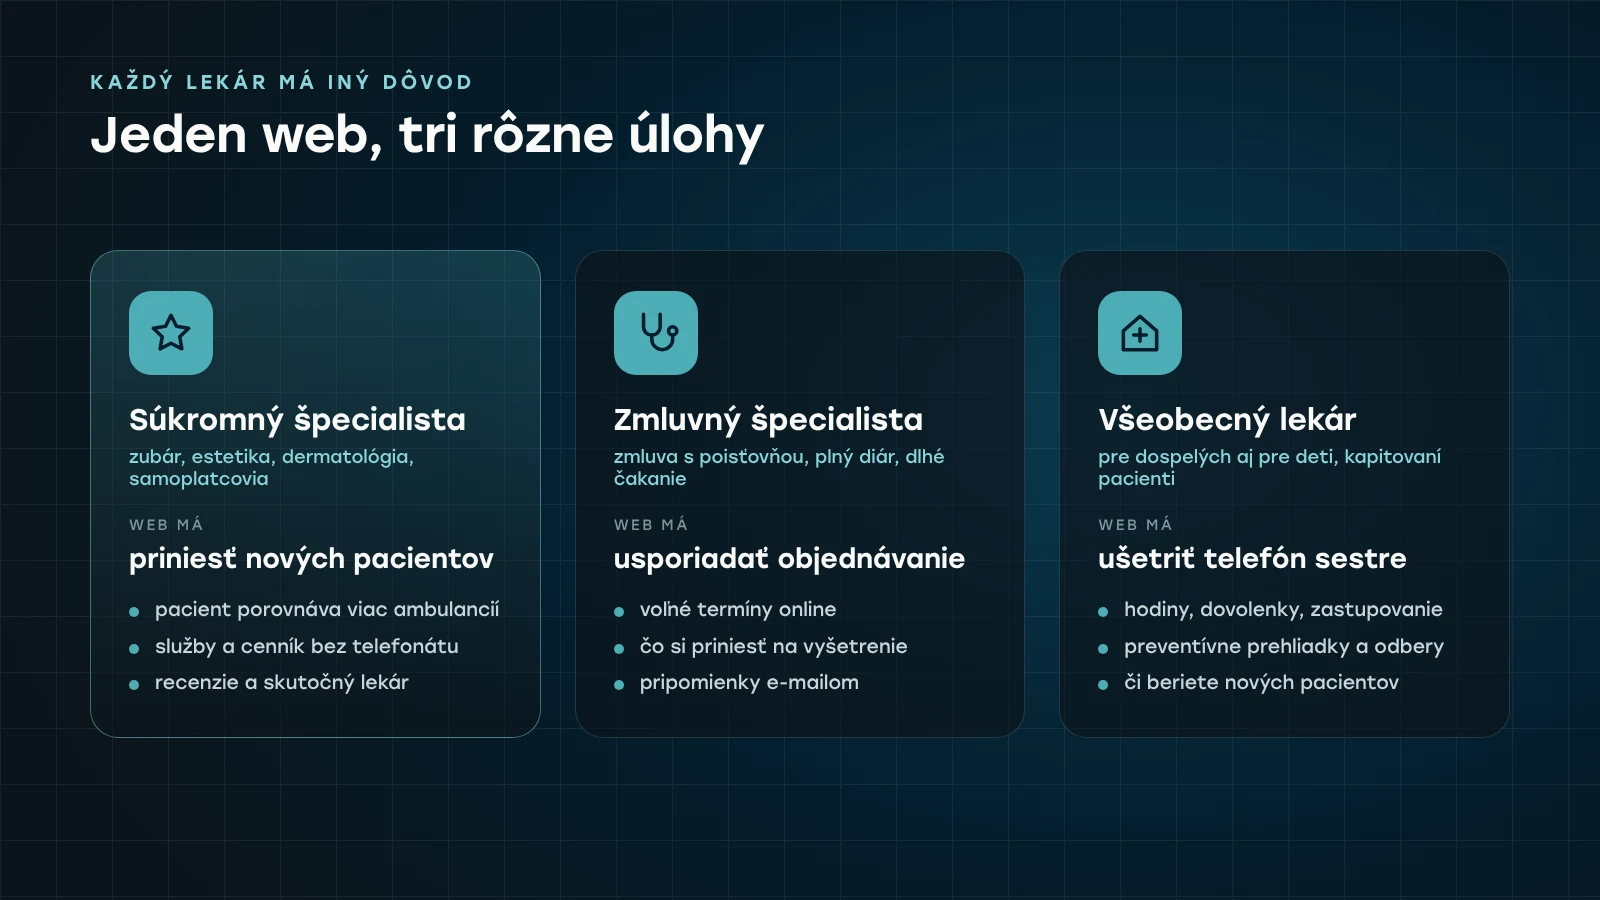 KAŽDÝ LEKÁR MÁ INÝ DÔVOD
Jeden web, tri rôzne úlohy
Súkromný špecialista
zubár, estetika, dermatológia,
samoplatcovia
WEB MÁ
priniesť nových pacientov
pacient porovnáva viac ambulancií
služby a cenník bez telefonátu
recenzie a skutočný lekár
Zmluvný špecialista
zmluva s poisťovňou, plný diár, dlhé
čakanie
WEB MÁ
usporiadať objednávanie
voľné termíny online
čo si priniesť na vyšetrenie
pripomienky e-mailom
Všeobecný lekár
pre dospelých aj pre deti, kapitovaní
pacienti
WEB MÁ
ušetriť telefón sestre
hodiny, dovolenky, zastupovanie
preventívne prehliadky a odbery
či beriete nových pacientov